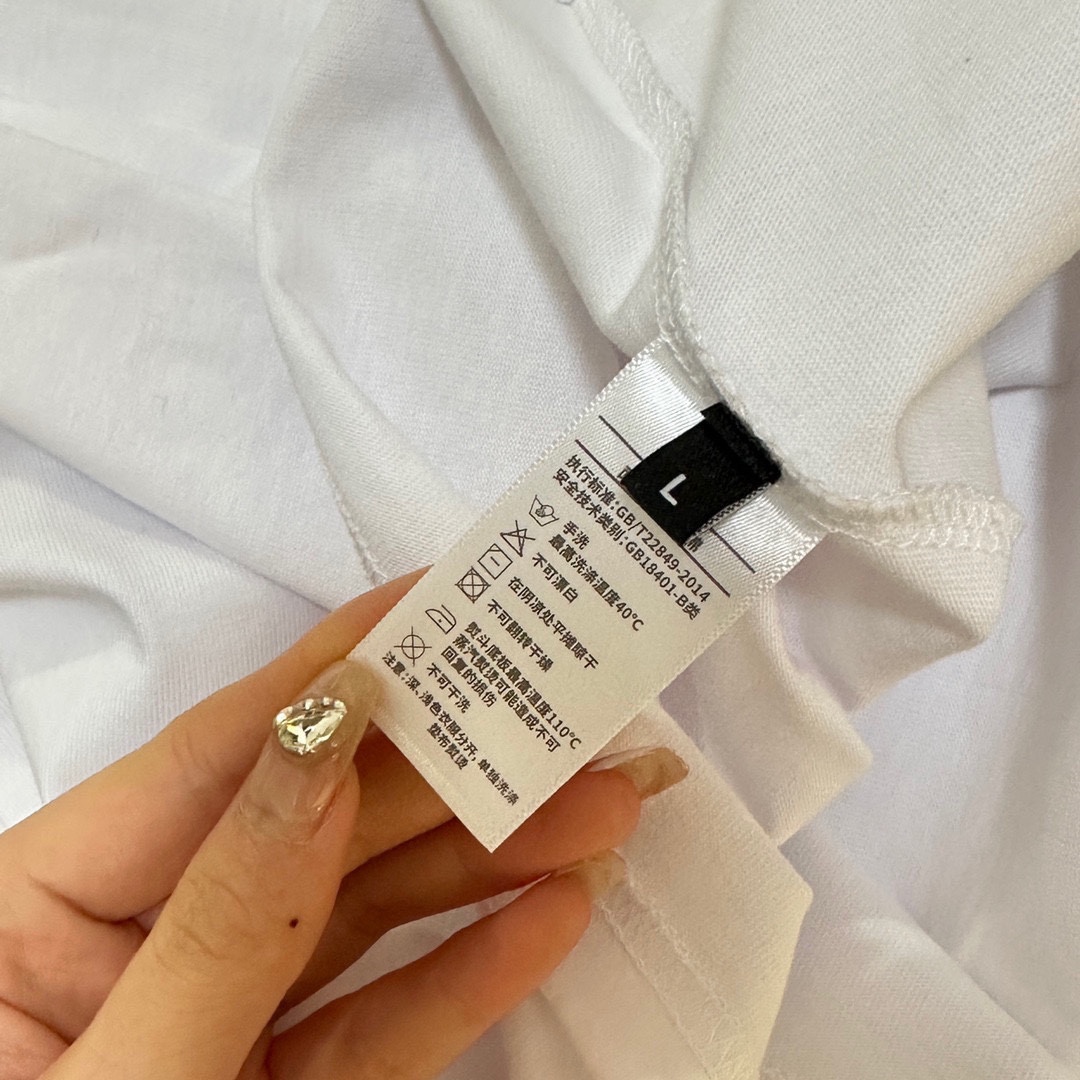 L
执行标准:GB/T22849-2014
安全技术类别:GB18401-B类
手洗
最高洗涤温度40°C
不可漂白
在阴凉处平摊晾干
不可翻转干燥
熨斗底板最高温度110°C
蒸汽熨烫可能造成不可
回复的损伤
不可干洗
注意:深、浅色衣服分开,单独洗涤
垫布熨烫